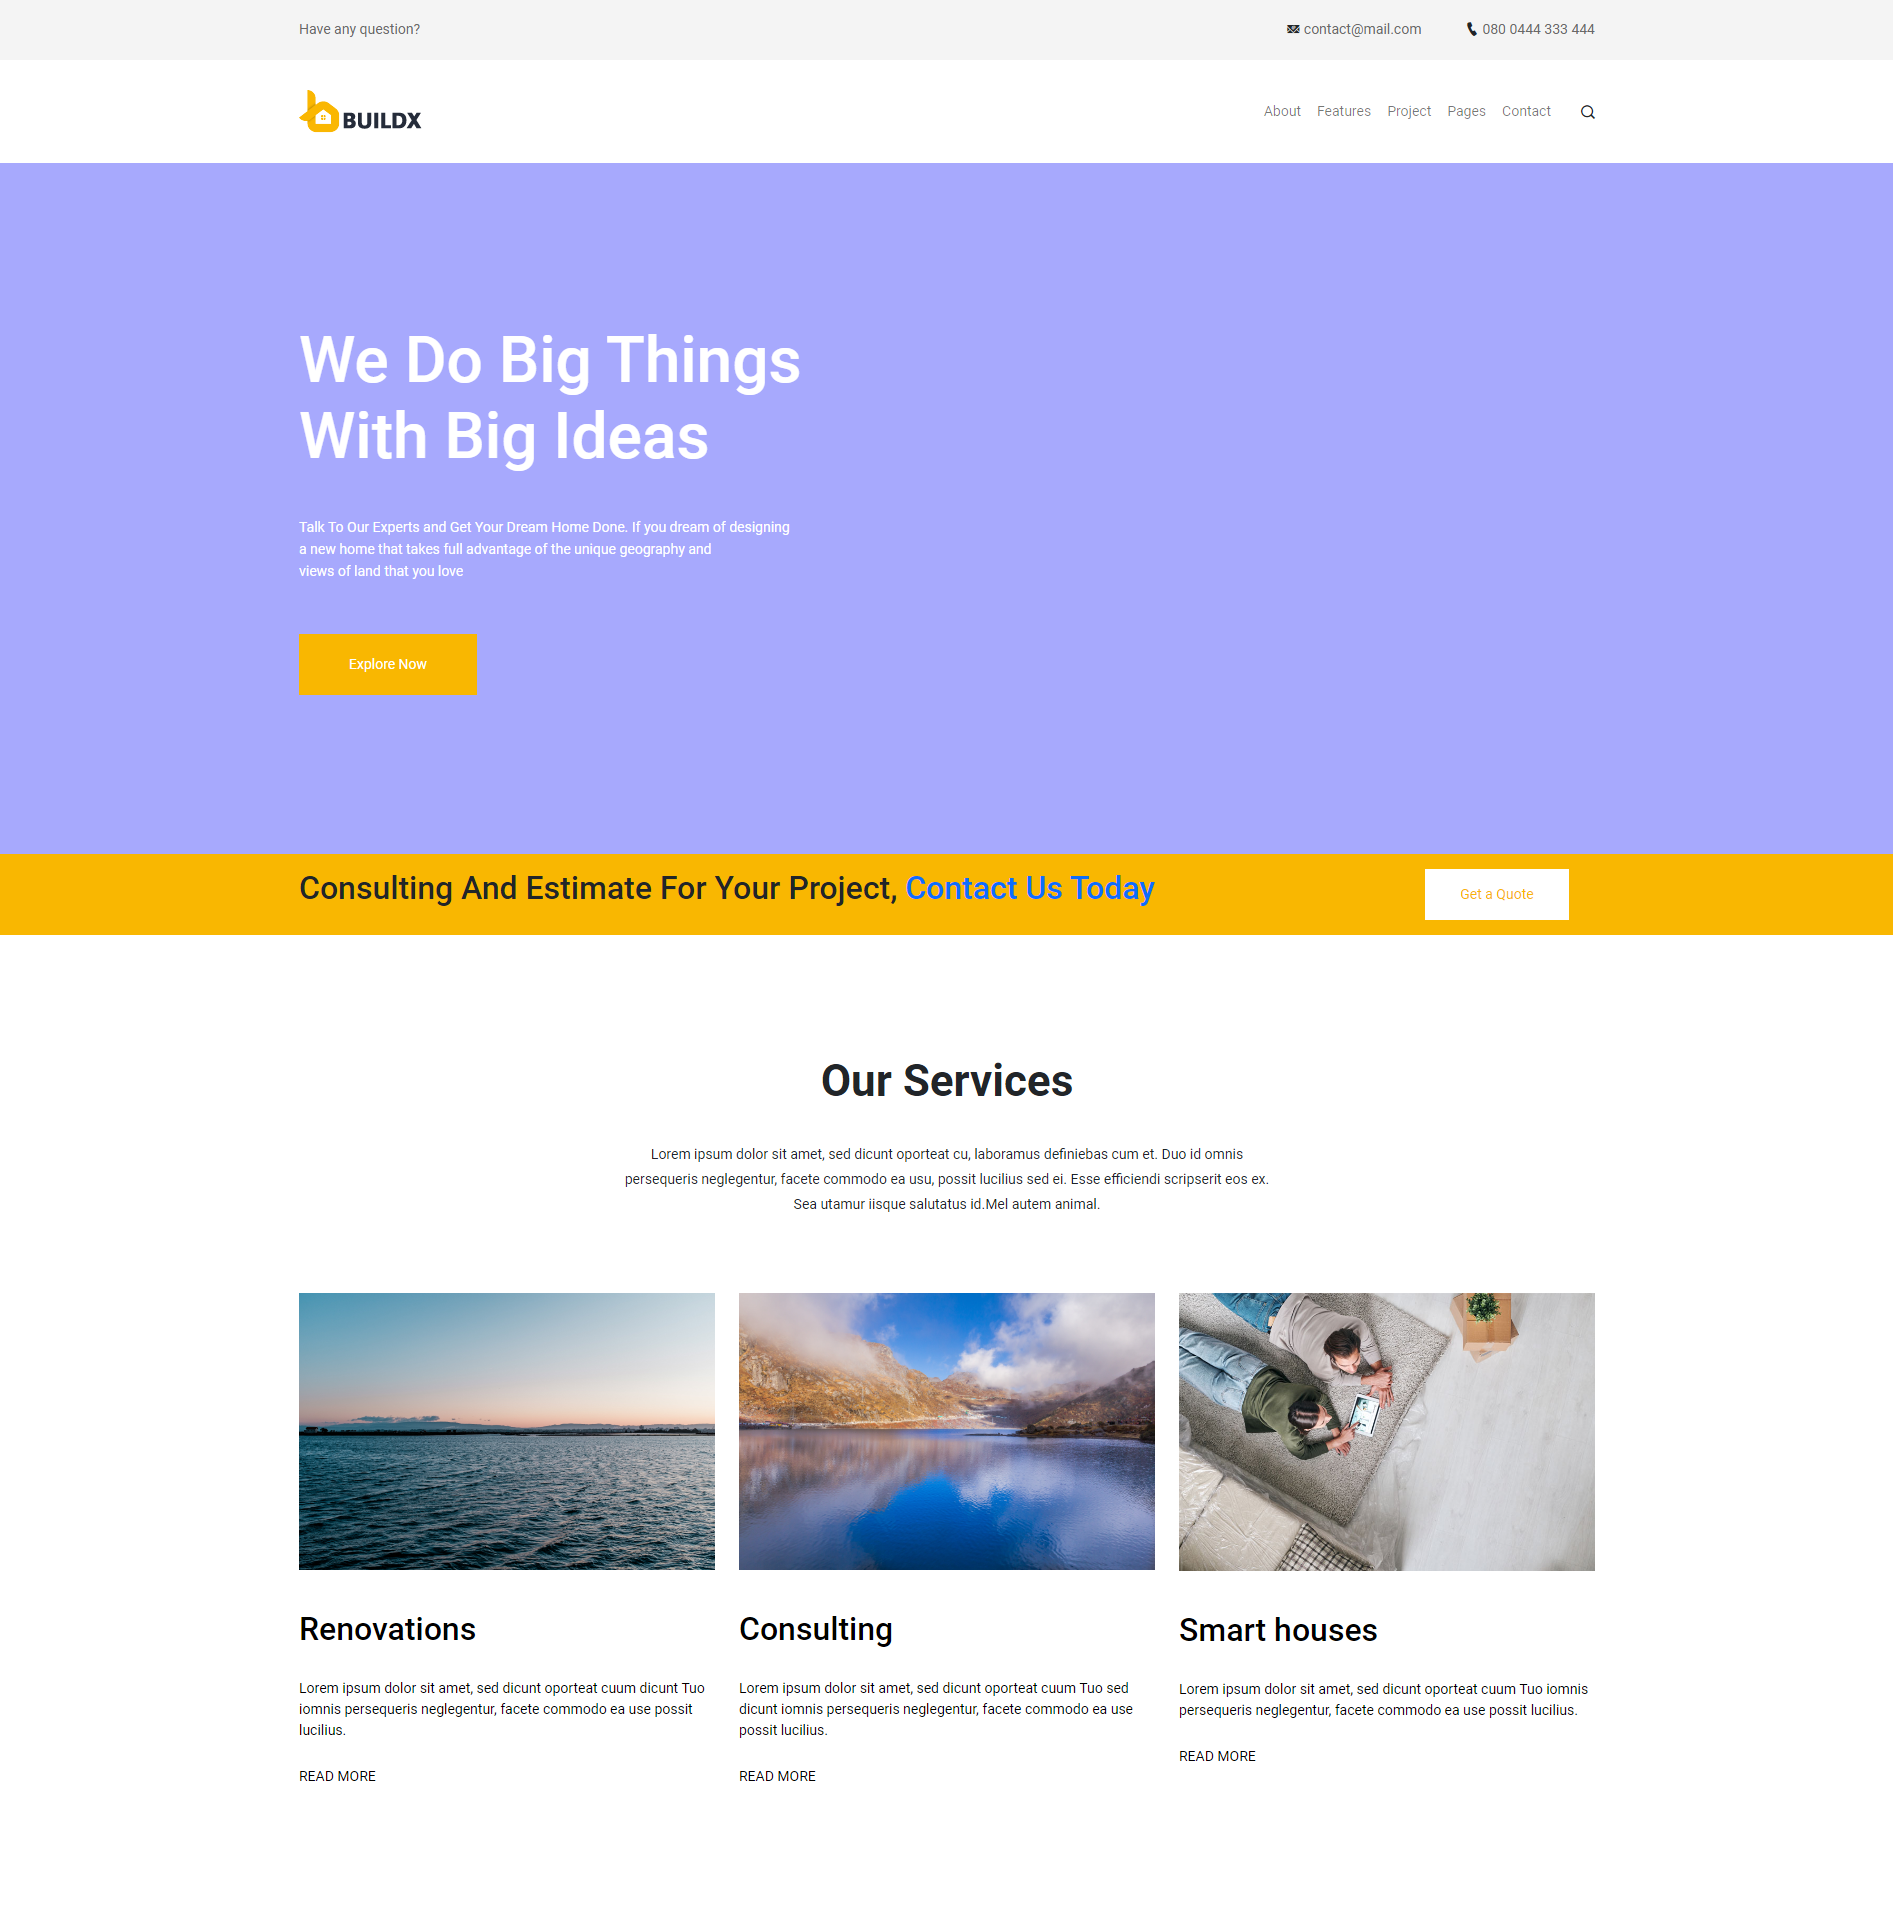 Have any question?
contact@mail.com
080 0444 333 444
BUILDX
About Features Project Pages Contact
We Do Big Things
With Big Ideas
Talk To Our Experts and Get Your Dream Home Done. If you dream of designing
a new home that takes full advantage of the unique geography and
views of land that you love
Explore Now
Consulting And Estimate For Your Project, Contact Us Today
Get a Quote
Our Services
Lorem ipsum dolor sit amet, sed dicunt oporteat cu, laboramus definiebas cum et. Duo id omnis
persequeris neglegentur, facete commodo ea usu, possit lucilius sed ei. Esse efficiendi scripserit eos ex.
Sea utamur iisque salutatus id.Mel autem animal.
Renovations
Lorem ipsum dolor sit amet, sed dicunt oporteat cuum dicunt Tuo
iomnis persequeris neglegentur, facete commodo ea use possit
lucilius.
READ MORE
Consulting
Lorem ipsum dolor sit amet, sed dicunt oporteat cuum Tuo sed
dicunt iomnis persequeris neglegentur, facete commodo ea use
possit lucilius.
READ MORE
Smart houses
Lorem ipsum dolor sit amet, sed dicunt oporteat cuum Tuo iomnis
persequeris neglegentur, facete commodo ea use possit lucilius.
READ MORE